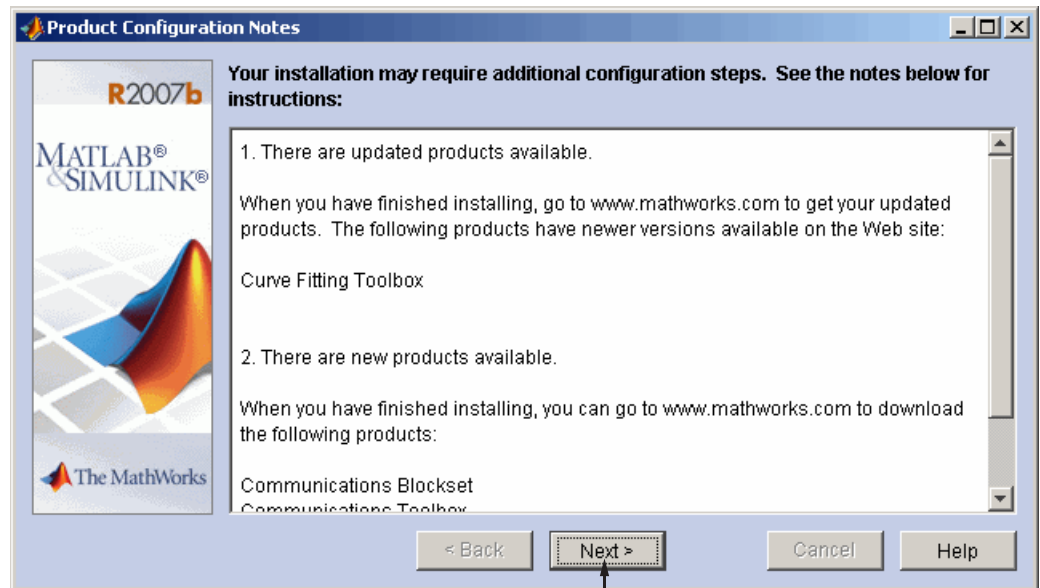 Product Configuration Notes
R2007b
MATLAB®
&SIMULINK®
The MathWorks
Your installation may require additional configuration steps. See the notes below for
instructions:
1. There are updated products available.
When you have finished installing, go to www.mathworks.com to get your updated
products. The following products have newer versions available on the Web site:
Curve Fitting Toolbox
2. There are new products available.
When you have finished installing, you can go to www.mathworks.com to download
the following products:
Communications Blockset
Communications Toolbox
< Back
Next >
Cancel
Help